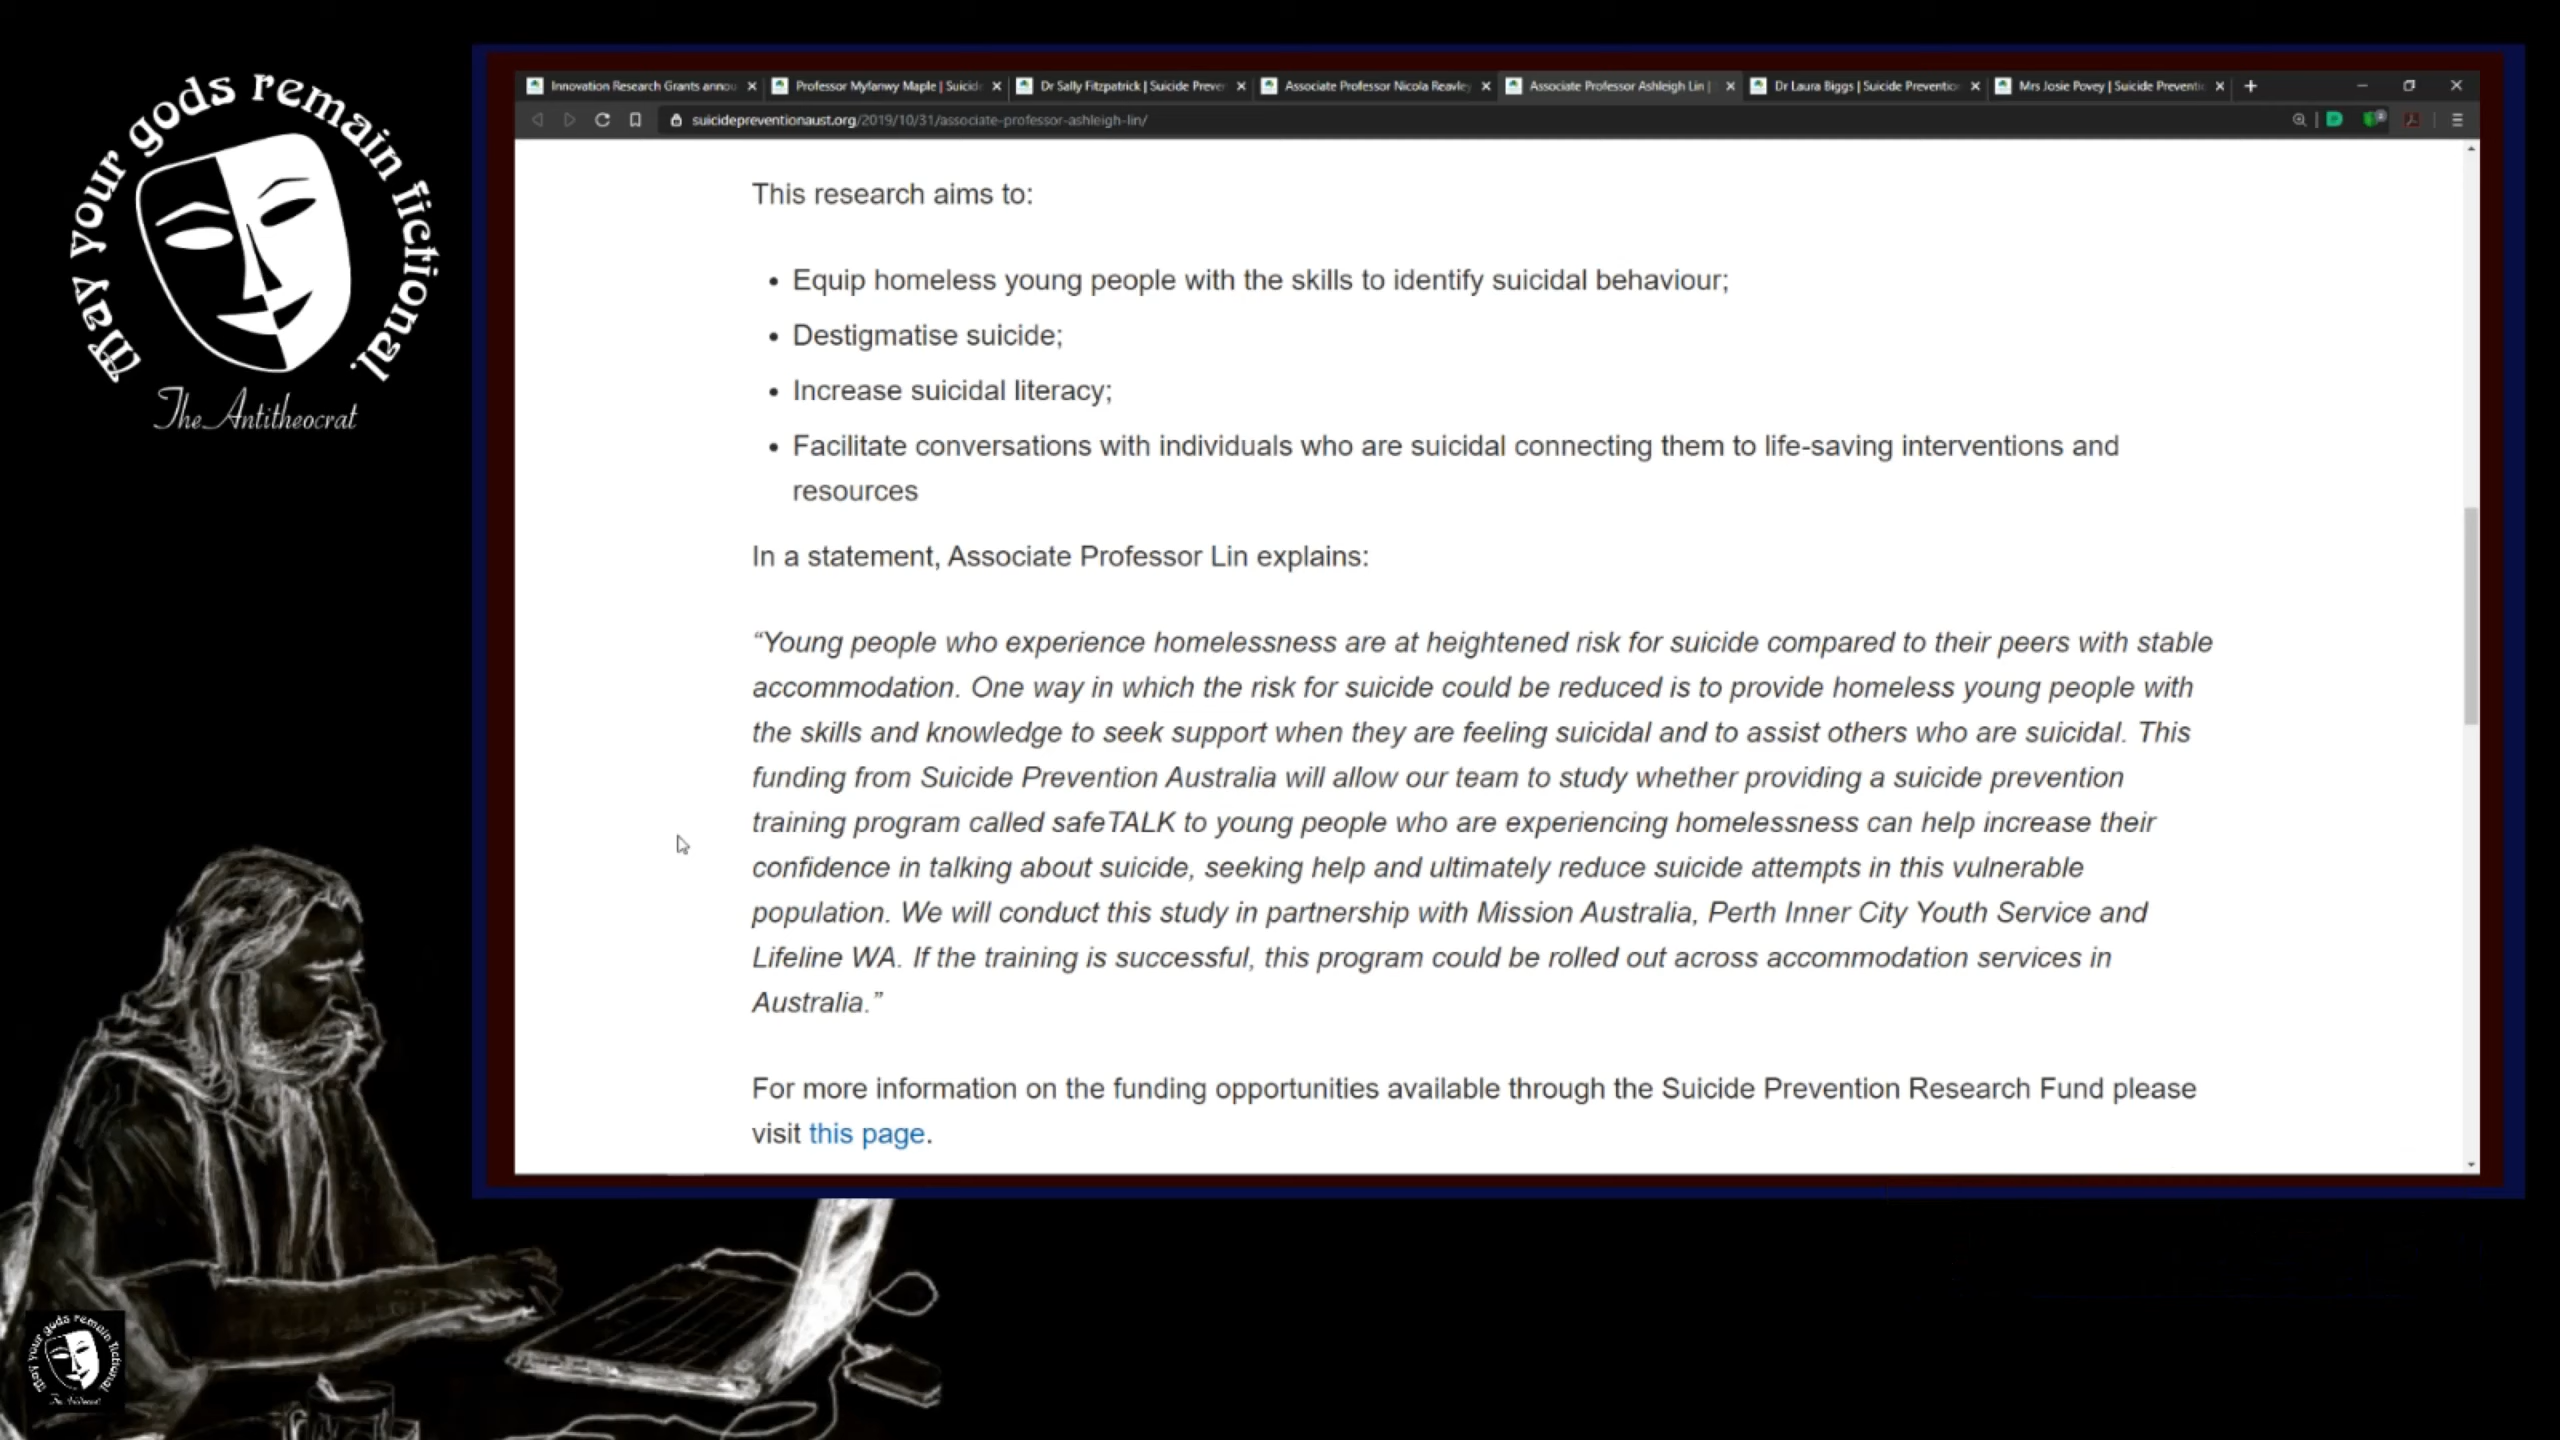 May your gods remain fictional.
The Antitheocrat
Innovation Research Grants annou
Professor Myfanwy Maple | Suicid
Dr Sally Fitzpatrick | Suicide Preve
Associate Professor Nicola Reavley
Associate Professor Ashleigh Lin |
Dr Laura Biggs | Suicide Preventio
Mrs Josie Povey | Suicide Preventi
suicidepreventionaust.org/2019/10/31/associate-professor-ashleigh-lin/
This research aims to:
• Equip homeless young people with the skills to identify suicidal behaviour;
• Destigmatise suicide;
• Increase suicidal literacy;
• Facilitate conversations with individuals who are suicidal connecting them to life-saving interventions and
resources
In a statement, Associate Professor Lin explains:
“Young people who experience homelessness are at heightened risk for suicide compared to their peers with stable
accommodation. One way in which the risk for suicide could be reduced is to provide homeless young people with
the skills and knowledge to seek support when they are feeling suicidal and to assist others who are suicidal. This
funding from Suicide Prevention Australia will allow our team to study whether providing a suicide prevention
training program called safeTALK to young people who are experiencing homelessness can help increase their
confidence in talking about suicide, seeking help and ultimately reduce suicide attempts in this vulnerable
population. We will conduct this study in partnership with Mission Australia, Perth Inner City Youth Service and
Lifeline WA. If the training is successful, this program could be rolled out across accommodation services in
Australia.”
For more information on the funding opportunities available through the Suicide Prevention Research Fund please
visit this page.
May your gods remain fictional.
The Antitheocrat